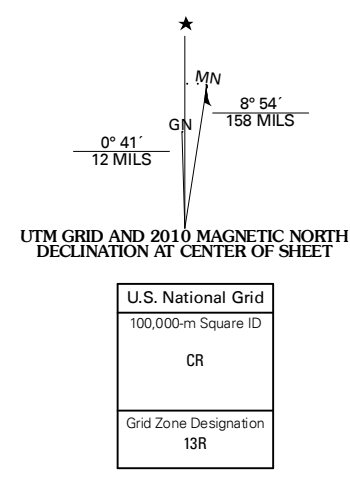 ★
MN
8° 54´
158 MILS
GN
0° 41´
12 MILS
UTM GRID AND 2010 MAGNETIC NORTH
DECLINATION AT CENTER OF SHEET
U.S. National Grid
100,000-m Square ID
CR
Grid Zone Designation
13R